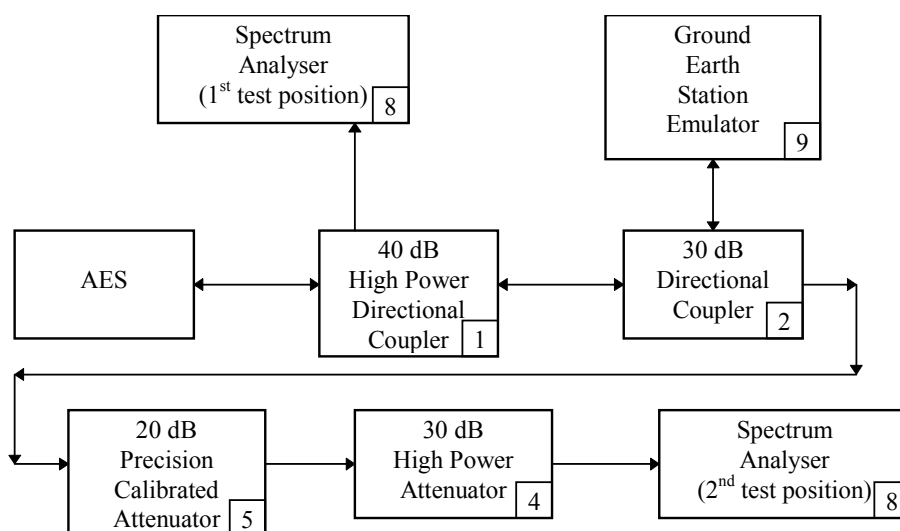 Spectrum
Analyser
(1st test position)
8
Ground
Earth
Station
Emulator
9
AES
40 dB
High Power
Directional
Coupler
1
30 dB
Directional
Coupler
2
20 dB
Precision
Calibrated
Attenuator
5
30 dB
High Power
Attenuator
4
Spectrum
Analyser
(2nd test position)
8